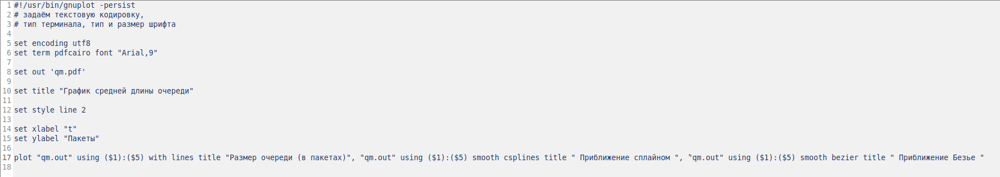 1 #!/usr/bin/gnuplot -persist
2 # задаём текстовую кодировку,
3 # тип терминала, тип и размер шрифта
4
5 set encoding utf8
6 set term pdfcairo font "Arial,9"
7
8 set out 'qm.pdf'
9
10 set title "График средней длины очереди"
11
12 set style line 2
13
14 set xlabel "t"
15 set ylabel "Пакеты"
16
17 plot "qm.out" using ($1):($5) with lines title "Размер очереди (в пакетах)", "qm.out" using ($1):($5) smooth csplines title " Приближение сплайном ", "qm.out" using ($1):($5) smooth bezier title " Приближение Безье "
18